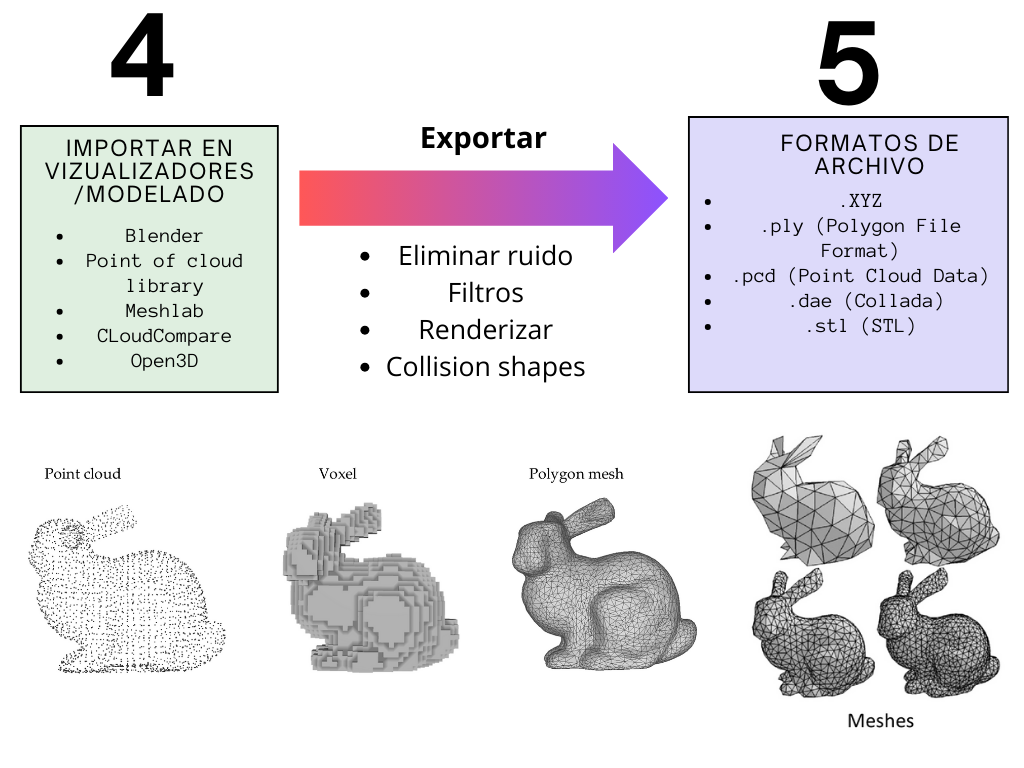 4
IMPORTAR EN
VIZUALIZADORES
/MODELADO
• Blender
• Point of cloud
library
• Meshlab
• CLoudCompare
• Open3D
Exportar
• Eliminar ruido
• Filtros
• Renderizar
• Collision shapes
5
FORMATOS DE
ARCHIVO
• .XYZ
• .ply (Polygon File
Format)
• .pcd (Point Cloud Data)
• .dae (Collada)
• .stl (STL)
Point cloud
Voxel
Polygon mesh
Meshes